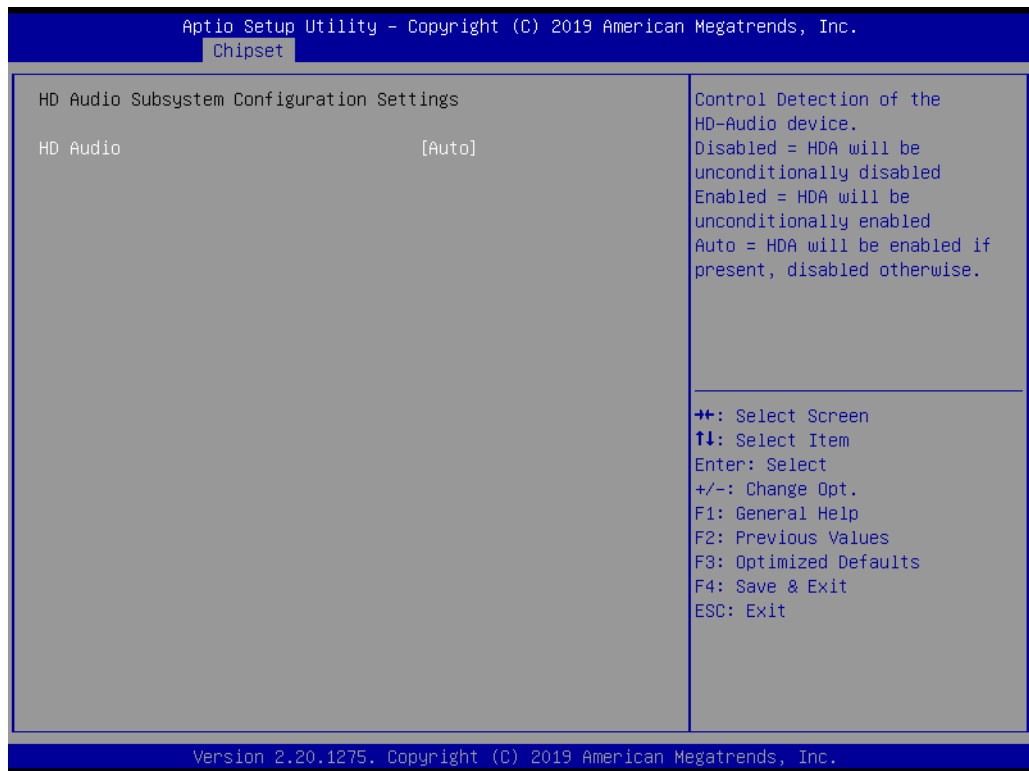 Aptio Setup Utility – Copyright (C) 2019 American Megatrends, Inc.
Chipset
HD Audio Subsystem Configuration Settings
HD Audio [Auto]
Control Detection of the
HD-Audio device.
Disabled = HDA will be
unconditionally disabled
Enabled = HDA will be
unconditionally enabled
Auto = HDA will be enabled if
present, disabled otherwise.
→←: Select Screen
↑↓: Select Item
Enter: Select
+/-: Change Opt.
F1: General Help
F2: Previous Values
F3: Optimized Defaults
F4: Save & Exit
ESC: Exit
Version 2.20.1275. Copyright (C) 2019 American Megatrends, Inc.